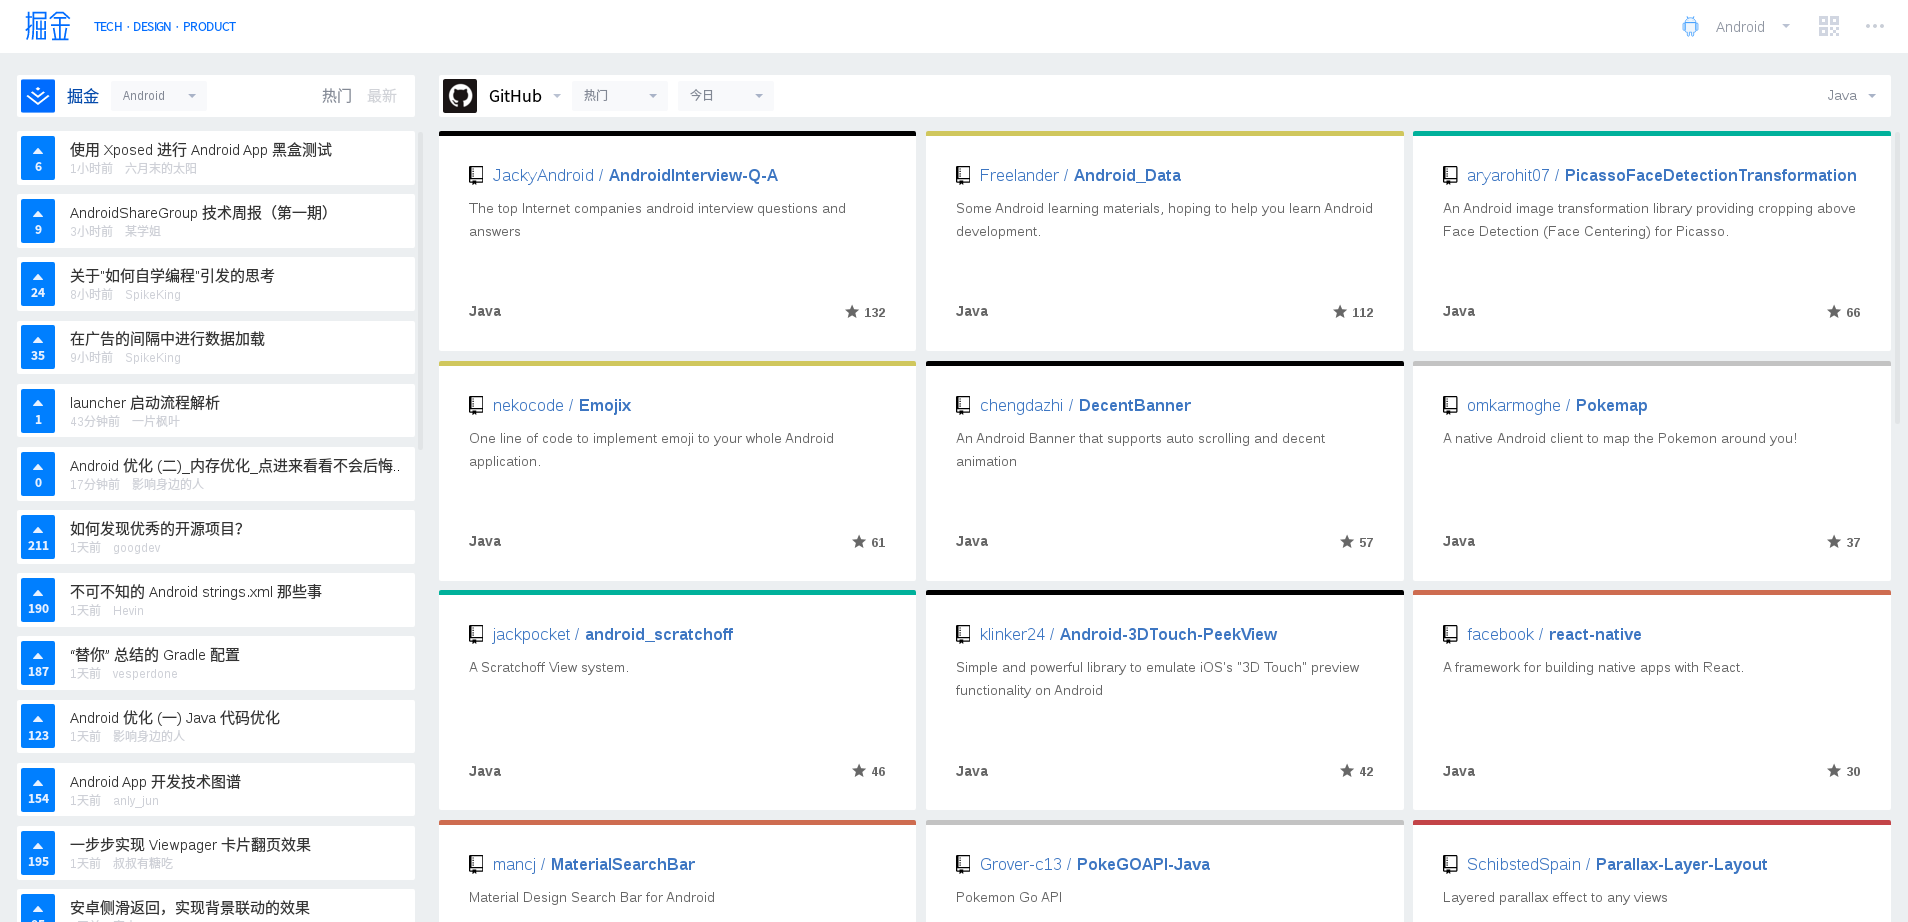 掘金 TECH · DESIGN · PRODUCT Android
掘金 Android 热门 最新
使用 Xposed 进行 Android App 黑盒测试
6 1小时前 六月末的太阳
AndroidShareGroup 技术周报（第一期）
9 3小时前 某学姐
关于"如何自学编程"引发的思考
24 8小时前 SpikeKing
在广告的间隔中进行数据加载
35 9小时前 SpikeKing
launcher 启动流程解析
1 43分钟前 一片枫叶
Android 优化 (二)_内存优化_点进来看看不会后悔..
0 17分钟前 影响身边的人
如何发现优秀的开源项目？
211 1天前 googdev
不可不知的 Android strings.xml 那些事
190 1天前 Hevin
“替你” 总结的 Gradle 配置
187 1天前 vesperdone
Android 优化 (一) Java 代码优化
123 1天前 影响身边的人
Android App 开发技术图谱
154 1天前 anly_jun
一步步实现 Viewpager 卡片翻页效果
195 1天前 叔叔有糖吃
安卓侧滑返回，实现背景联动的效果
GitHub 热门 今日 Java
JackyAndroid / AndroidInterview-Q-A
The top Internet companies android interview questions and
answers
Java 132
Freelander / Android_Data
Some Android learning materials, hoping to help you learn Android
development.
Java 112
aryarohit07 / PicassoFaceDetectionTransformation
An Android image transformation library providing cropping above
Face Detection (Face Centering) for Picasso.
Java 66
nekocode / Emojix
One line of code to implement emoji to your whole Android
application.
Java 61
chengdazhi / DecentBanner
An Android Banner that supports auto scrolling and decent
animation
Java 57
omkarmoghe / Pokemap
A native Android client to map the Pokemon around you!
Java 37
jackpocket / android_scratchoff
A Scratchoff View system.
Java 46
klinker24 / Android-3DTouch-PeekView
Simple and powerful library to emulate iOS's "3D Touch" preview
functionality on Android
Java 42
facebook / react-native
A framework for building native apps with React.
Java 30
mancj / MaterialSearchBar
Material Design Search Bar for Android
Grover-c13 / PokeGOAPI-Java
Pokemon Go API
SchibstedSpain / Parallax-Layer-Layout
Layered parallax effect to any views